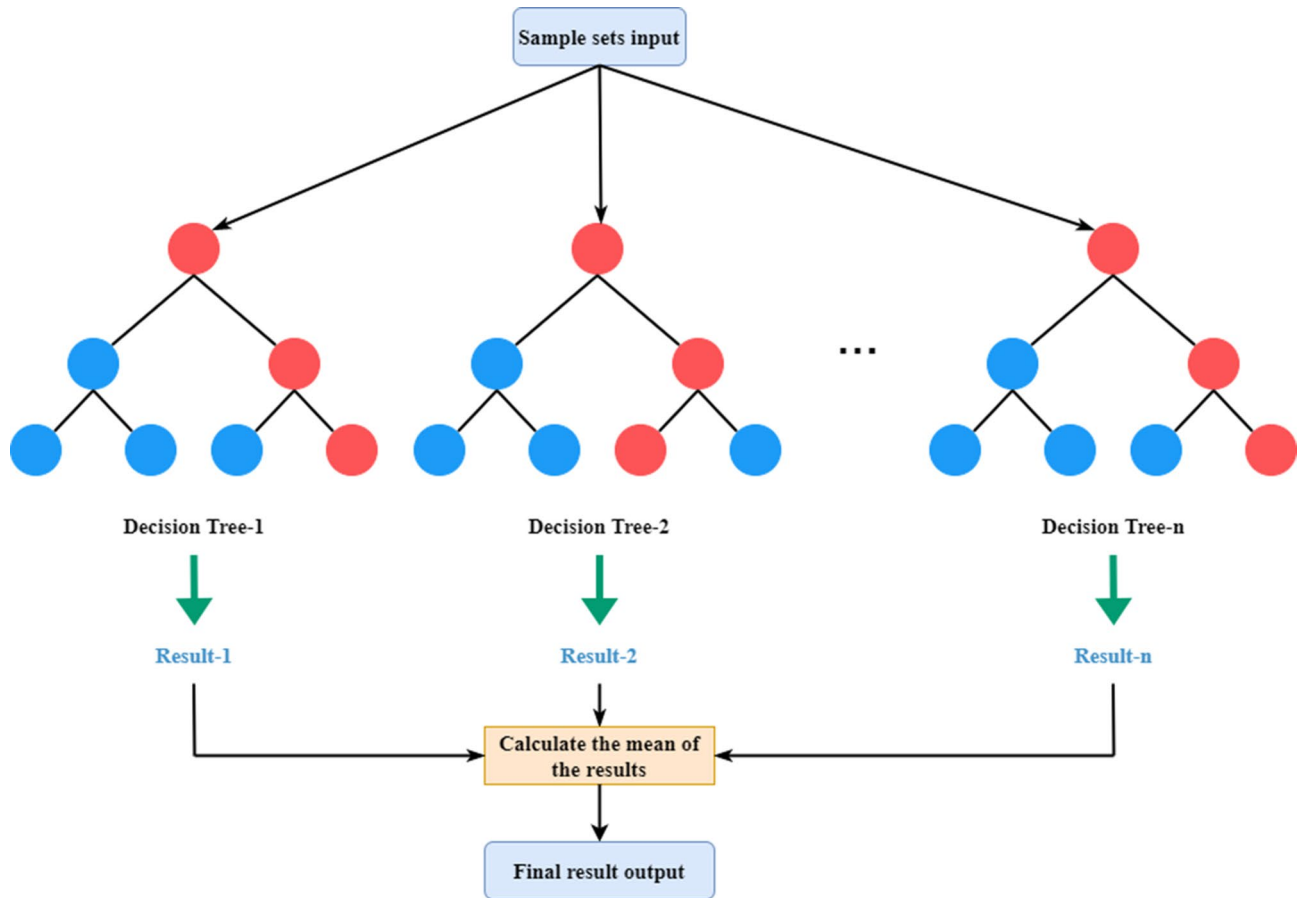 Sample sets input
...
Decision Tree-1
Decision Tree-2
Decision Tree-n
Result-1
Result-2
Result-n
Calculate the mean of
the results
Final result output